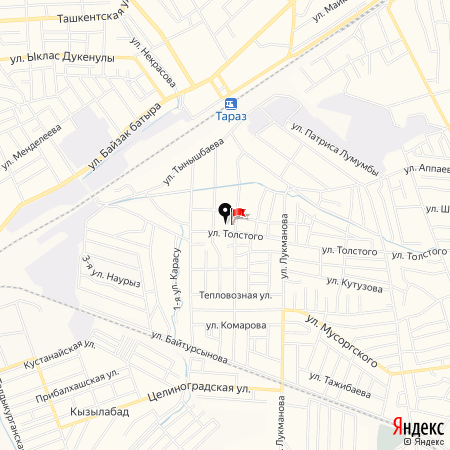 Ташкентская ул.
ул. Майк
ул. Некрасова
ул. Ыклас Дукенулы
Тараз
ул. Байзак батыра
ул. Менделеева
ул. Патриса Лумумбы
ул. Тынышбаева
ул. Аппаев
ул. Ш
ул. Толстого
ул. Лукманова
ул. Толстого
ул. Толстого
3-я ул. Наурыз
1-я ул. Карасу
ул. Кутузова
Тепловозная ул.
ул. Комарова
ул. Мусоргского
ул. Байтурсынова
Кустанайская ул.
Прибалхашская ул.
ул. Тажибаева
Целиноградская ул.
Талдыкурганская
Кызылабад
ул. Лукманова
Яндекс